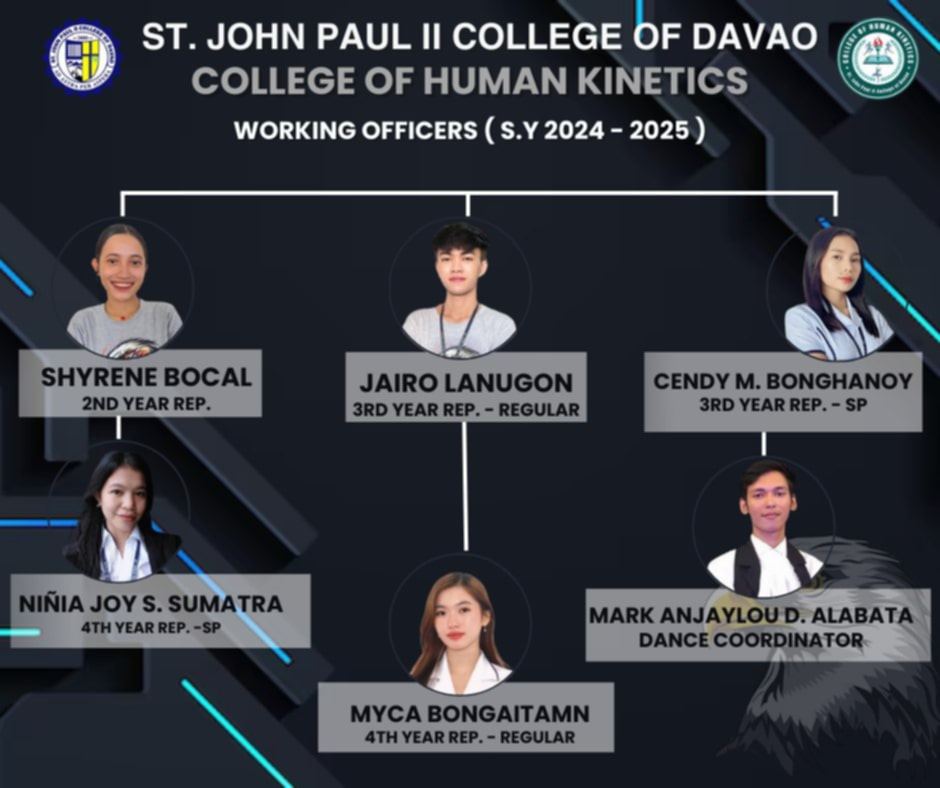 ST. JOHN PAUL II COLLEGE OF DAVAO
COLLEGE OF HUMAN KINETICS
WORKING OFFICERS ( S.Y 2024 - 2025 )
SHYRENE BOCAL
2ND YEAR REP.
JAIRO LANUGON
3RD YEAR REP. - REGULAR
CENDY M. BONGHANOY
3RD YEAR REP. - SP
NIÑIA JOY S. SUMATRA
4TH YEAR REP. -SP
MYCA BONGAITAMN
4TH YEAR REP. - REGULAR
MARK ANJAYLOU D. ALABATA
DANCE COORDINATOR